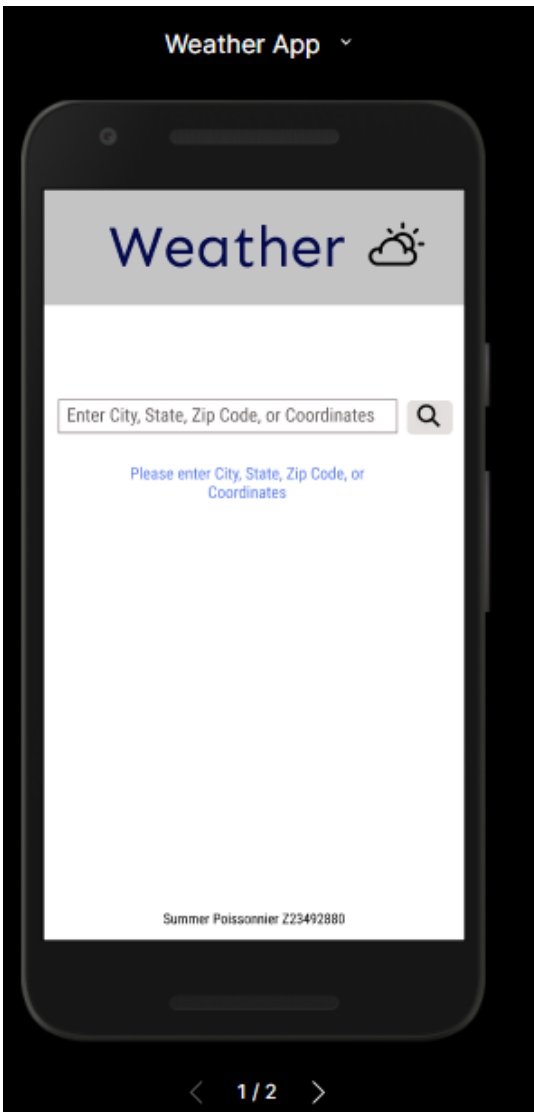 Weather App
Weather
Enter City, State, Zip Code, or Coordinates
Please enter City, State, Zip Code, or
Coordinates
Summer Poissonnier Z23492880
1 / 2